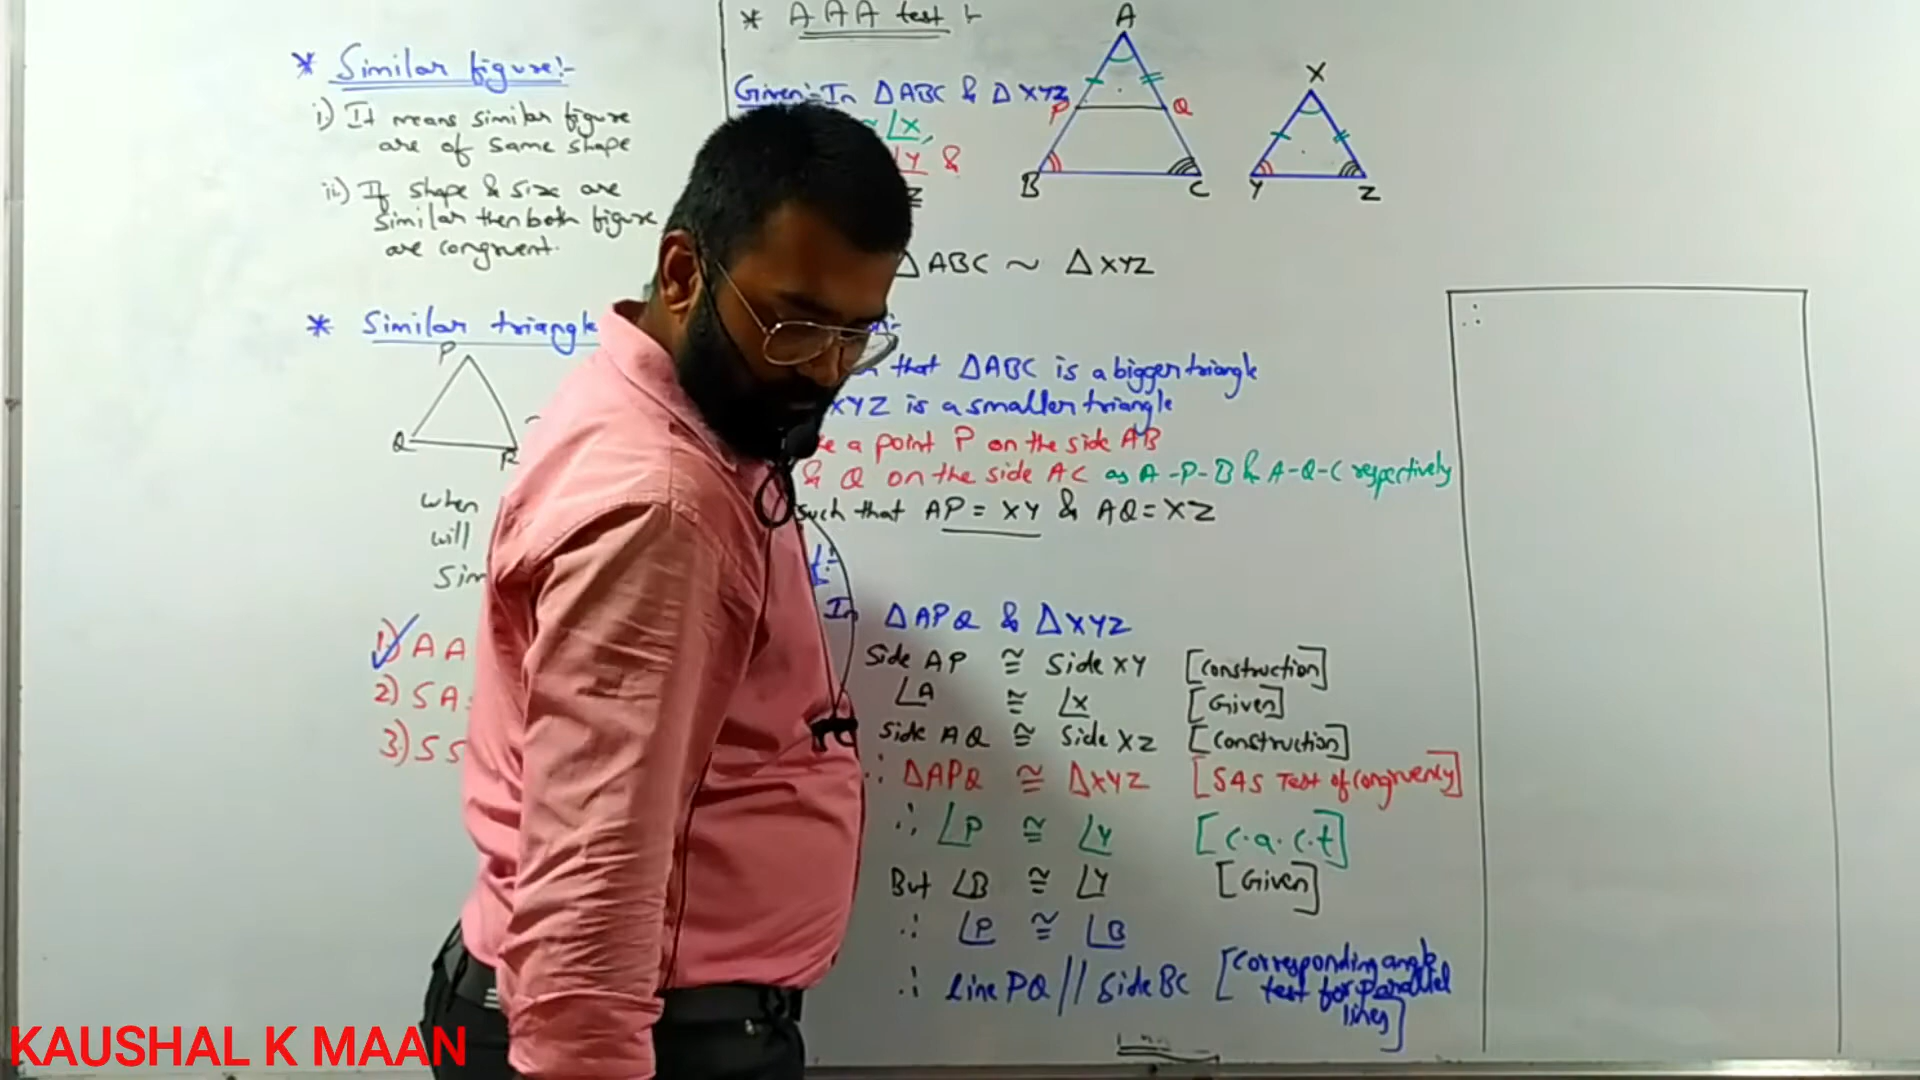 * Similar figure:-
i) It means similar figure
are of same shape
ii) If shape & size are
similar then both figure
are congruent.
* Similar triangle
P
Q
R
when
will
Sim
1) A A
2) S A
3) S S
* A A A test :-
Given:- In △ABC & △XYZ
≅ ∠X,
∠Y &
A
P
Q
B
C
X
Y
Z
△ABC ~ △XYZ
that △ABC is a bigger triangle
XYZ is a smaller triangle
a point P on the side AB
& Q on the side AC as A-P-B & A-Q-C respectively
such that AP = XY & AQ = XZ
In △APQ & △XYZ
Side AP ≅ Side XY [construction]
∠A ≅ ∠X [Given]
Side AQ ≅ Side XZ [construction]
∴ △APQ ≅ △XYZ [SAS Test of congruency]
∴ ∠P ≅ ∠Y [c.a.c.t]
But ∠B ≅ ∠Y [Given]
∴ ∠P ≅ ∠B
∴ line PQ // Side BC [corresponding angle
test for parallel
lines]
∴
KAUSHAL K MAAN